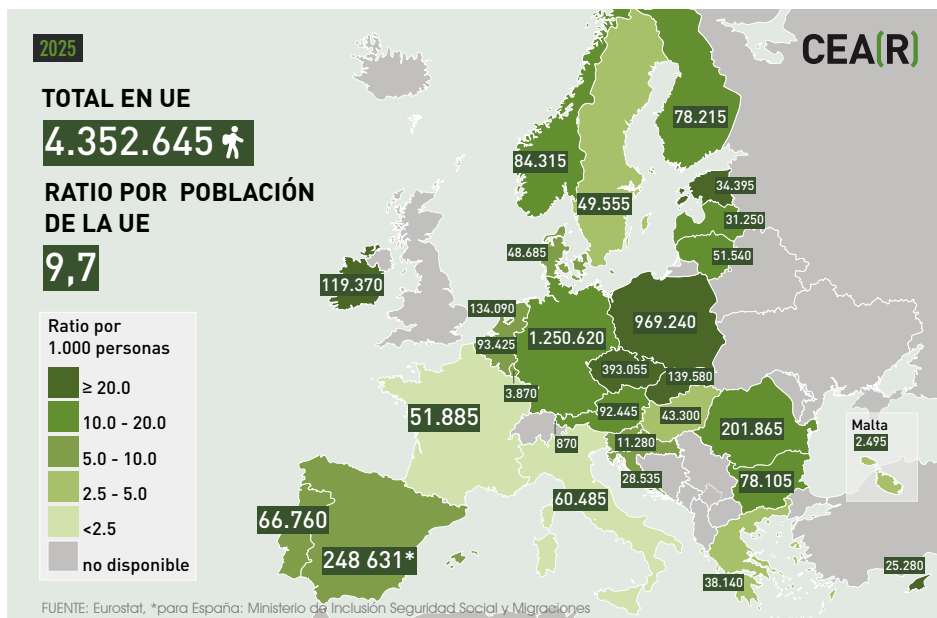 2025
CEA(R)
TOTAL EN UE
4.352.645
RATIO POR POBLACIÓN
DE LA UE
9,7
Ratio por
1.000 personas
≥ 20.0
10.0 - 20.0
5.0 - 10.0
2.5 - 5.0
<2.5
no disponible
78.215
84.315
34.395
49.555
31.250
48.685
51.540
119.370
134.090
969.240
1.250.620
93.425
393.055
139.580
3.870
92.445
51.885
43.300
201.865
Malta
2.495
870
11.280
28.535
78.105
60.485
66.760
248 631*
25.280
38.140
FUENTE: Eurostat, *para España: Ministerio de Inclusión Seguridad Social y Migraciones